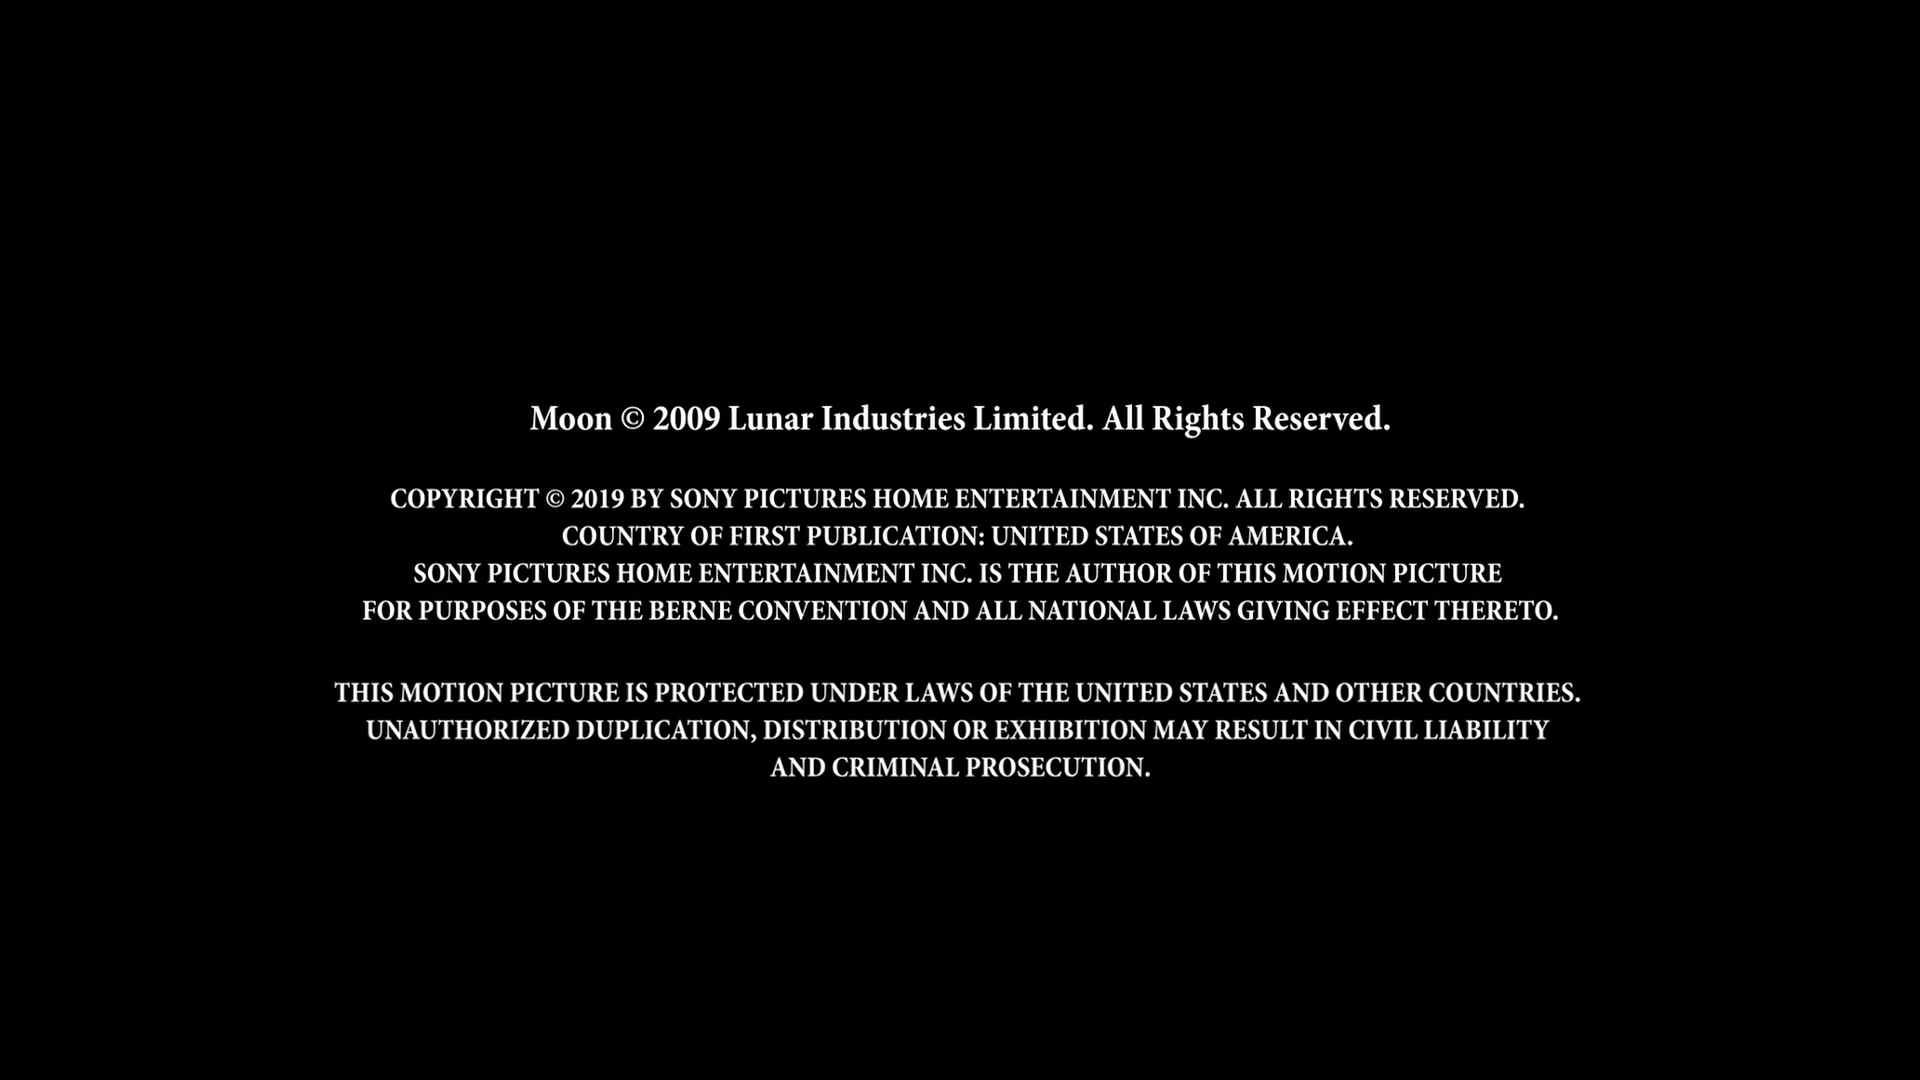 Moon © 2009 Lunar Industries Limited. All Rights Reserved.
COPYRIGHT © 2019 BY SONY PICTURES HOME ENTERTAINMENT INC. ALL RIGHTS RESERVED.
COUNTRY OF FIRST PUBLICATION: UNITED STATES OF AMERICA.
SONY PICTURES HOME ENTERTAINMENT INC. IS THE AUTHOR OF THIS MOTION PICTURE
FOR PURPOSES OF THE BERNE CONVENTION AND ALL NATIONAL LAWS GIVING EFFECT THERETO.
THIS MOTION PICTURE IS PROTECTED UNDER LAWS OF THE UNITED STATES AND OTHER COUNTRIES.
UNAUTHORIZED DUPLICATION, DISTRIBUTION OR EXHIBITION MAY RESULT IN CIVIL LIABILITY
AND CRIMINAL PROSECUTION.